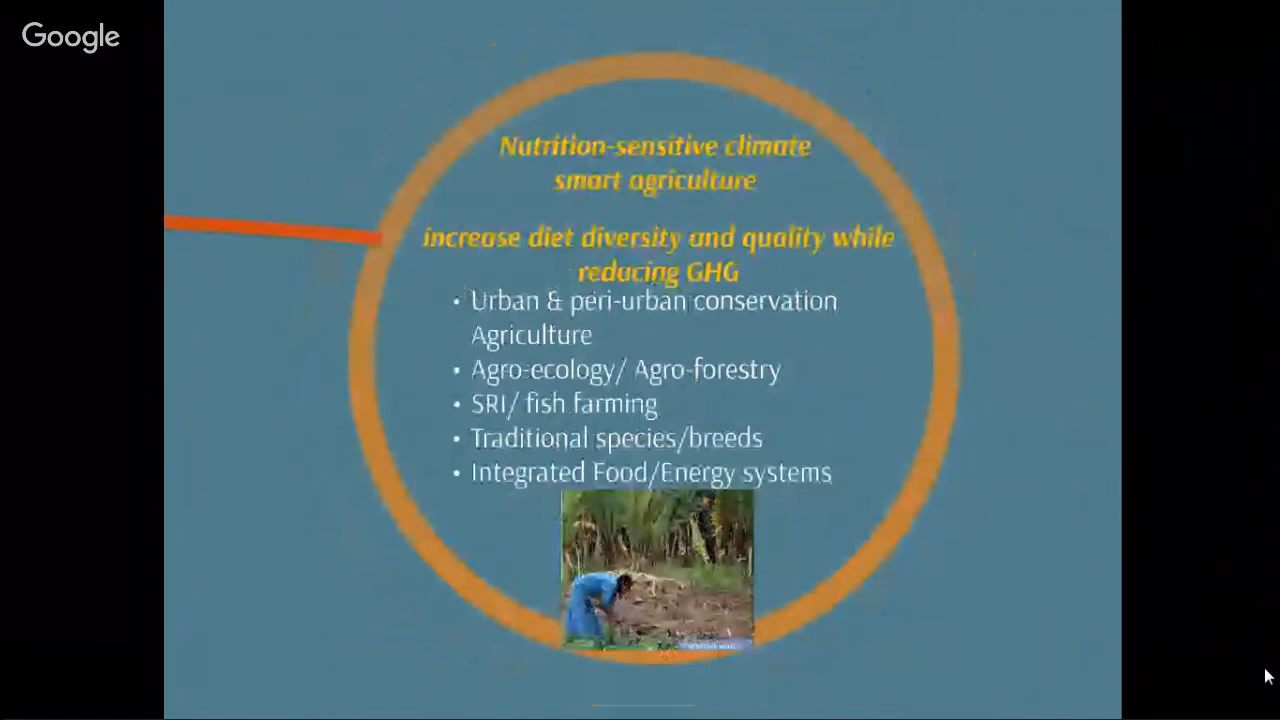 Google
Nutrition-sensitive climate
smart agriculture
increase diet diversity and quality while
reducing GHG
• Urban & peri-urban conservation
Agriculture
• Agro-ecology/ Agro-forestry
• SRI/ fish farming
• Traditional species/breeds
• Integrated Food/Energy systems